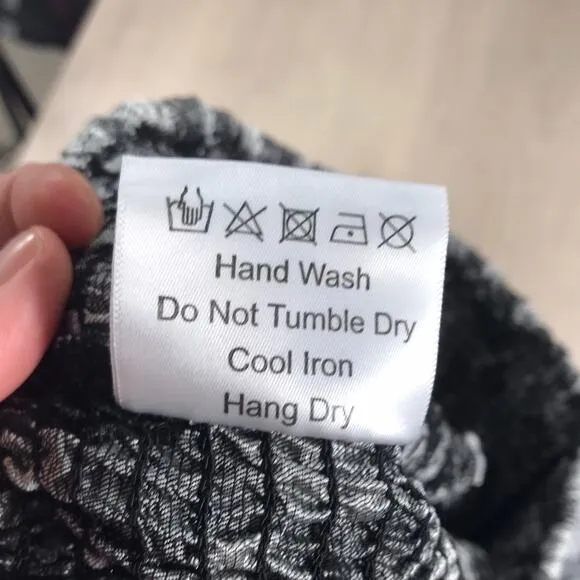 Hand Wash
Do Not Tumble Dry
Cool Iron
Hang Dry